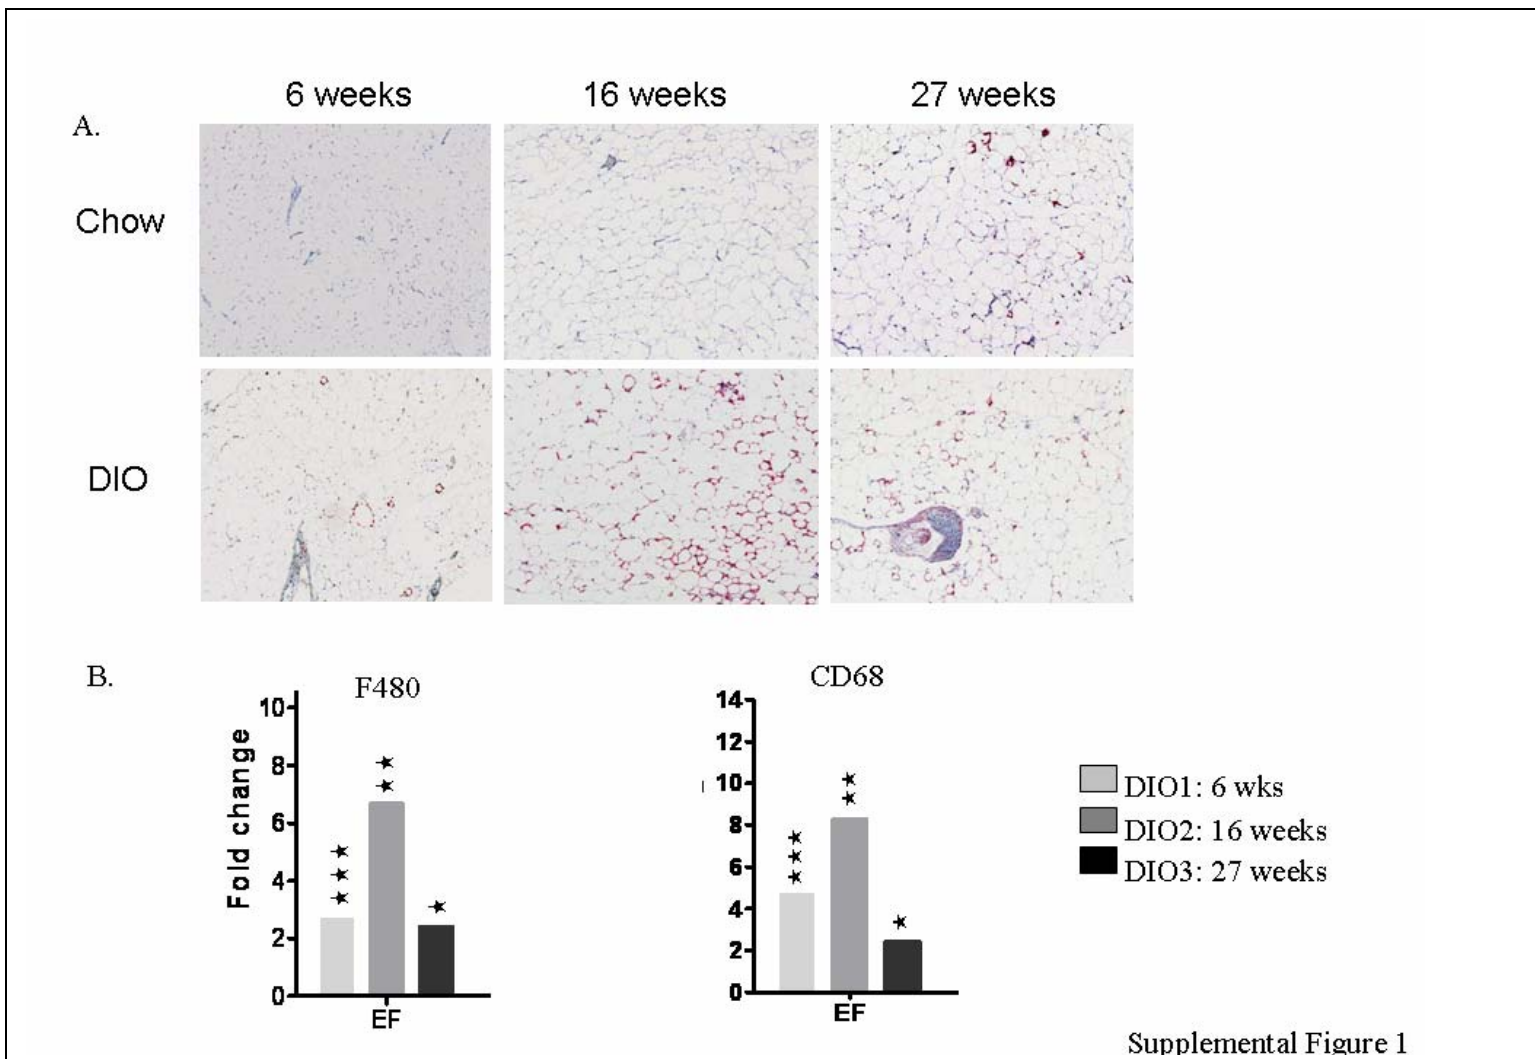 6 weeks 16 weeks 27 weeks
A.
Chow
DIO
B.
F480
10
8
6
4
2
0
Fold change
★★★
★★
★
EF
CD68
14
12
10
8
6
4
2
0
★★★
★★
★
EF
DIO1: 6 wks
DIO2: 16 weeks
DIO3: 27 weeks
Supplemental Figure 1